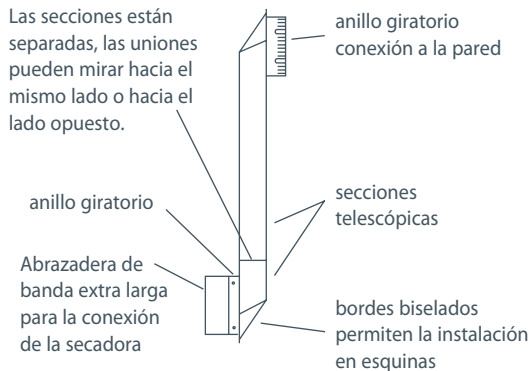 Las secciones están
separadas, las uniones
pueden mirar hacia el
mismo lado o hacia el
lado opuesto.
anillo giratorio
conexión a la pared
anillo giratorio
secciones
telescópicas
Abrazadera de
banda extra larga
para la conexión
de la secadora
bordes biselados
permiten la instalación
en esquinas